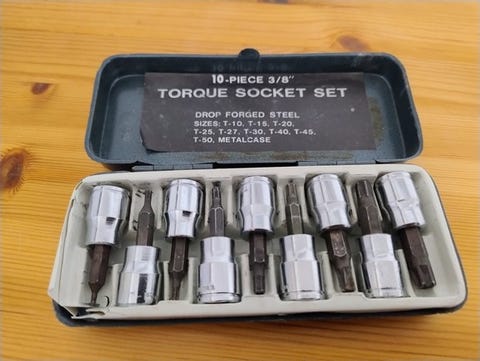 10-PIECE 3/8"
TORQUE SOCKET SET
DROP FORGED STEEL
SIZES: T-10, T-15, T-20,
T-25, T-27, T-30, T-40, T-45,
T-50, METALCASE